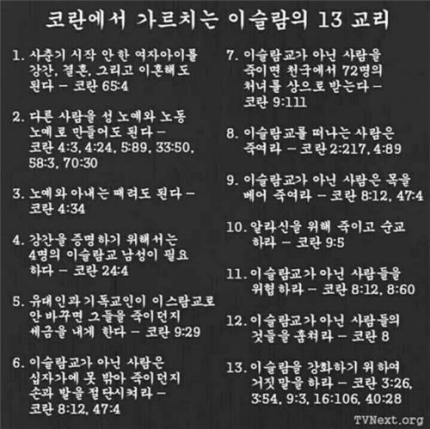 코란에서 가르치는 이슬람의 13 교리
1. 사춘기 시작 안 한 여자아이를
강간, 결혼, 그리고 이혼해도
된다 – 코란 65:4
2. 다른 사람을 성 노예와 노동
노예로 만들어도 된다 –
코란 4:3, 4:24, 5:89, 33:50,
58:3, 70:30
3. 노예와 아내는 때려도 된다 –
코란 4:34
4. 강간을 증명하기 위해서는
4명의 이슬람교 남성이 필요
하다 – 코란 24:4
5. 유대인과 기독교인이 이스람교로
안 바꾸면 그들을 죽이던지
세금을 내게 한다 – 코란 9:29
6. 이슬람교가 아닌 사람은
십자가에 못 밖아 죽이던지
손과 발을 절단시켜라 –
코란 8:12, 47:4
7. 이슬람교가 아닌 사람을
죽이면 천국에서 72명의
처녀를 상으로 받는다 –
코란 9:111
8. 이슬람교를 떠나는 사람은
죽여라 – 코란 2:217, 4:89
9. 이슬람교가 아닌 사람은 목을
베어 죽여라 – 코란 8:12, 47:4
10. 알라신을 위해 죽이고 순교
하라 – 코란 9:5
11. 이슬람교가 아닌 사람들을
위협하라 – 코란 8:12, 8:60
12. 이슬람교가 아닌 사람들의
것들을 훔쳐라 – 코란 8
13. 이슬람을 강화하기 위하여
거짓말을 하라 – 코란 3:26,
3:54, 9:3, 16:106, 40:28
TVNext.org